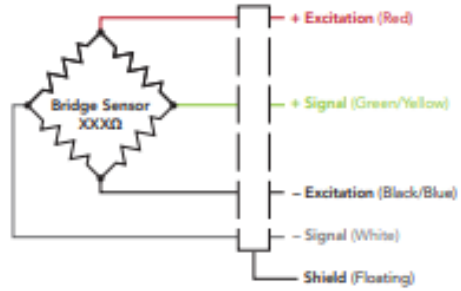 + Excitation (Red)
Bridge Sensor
XXXΩ
+ Signal (Green/Yellow)
– Excitation (Black/Blue)
– Signal (White)
Shield (Floating)